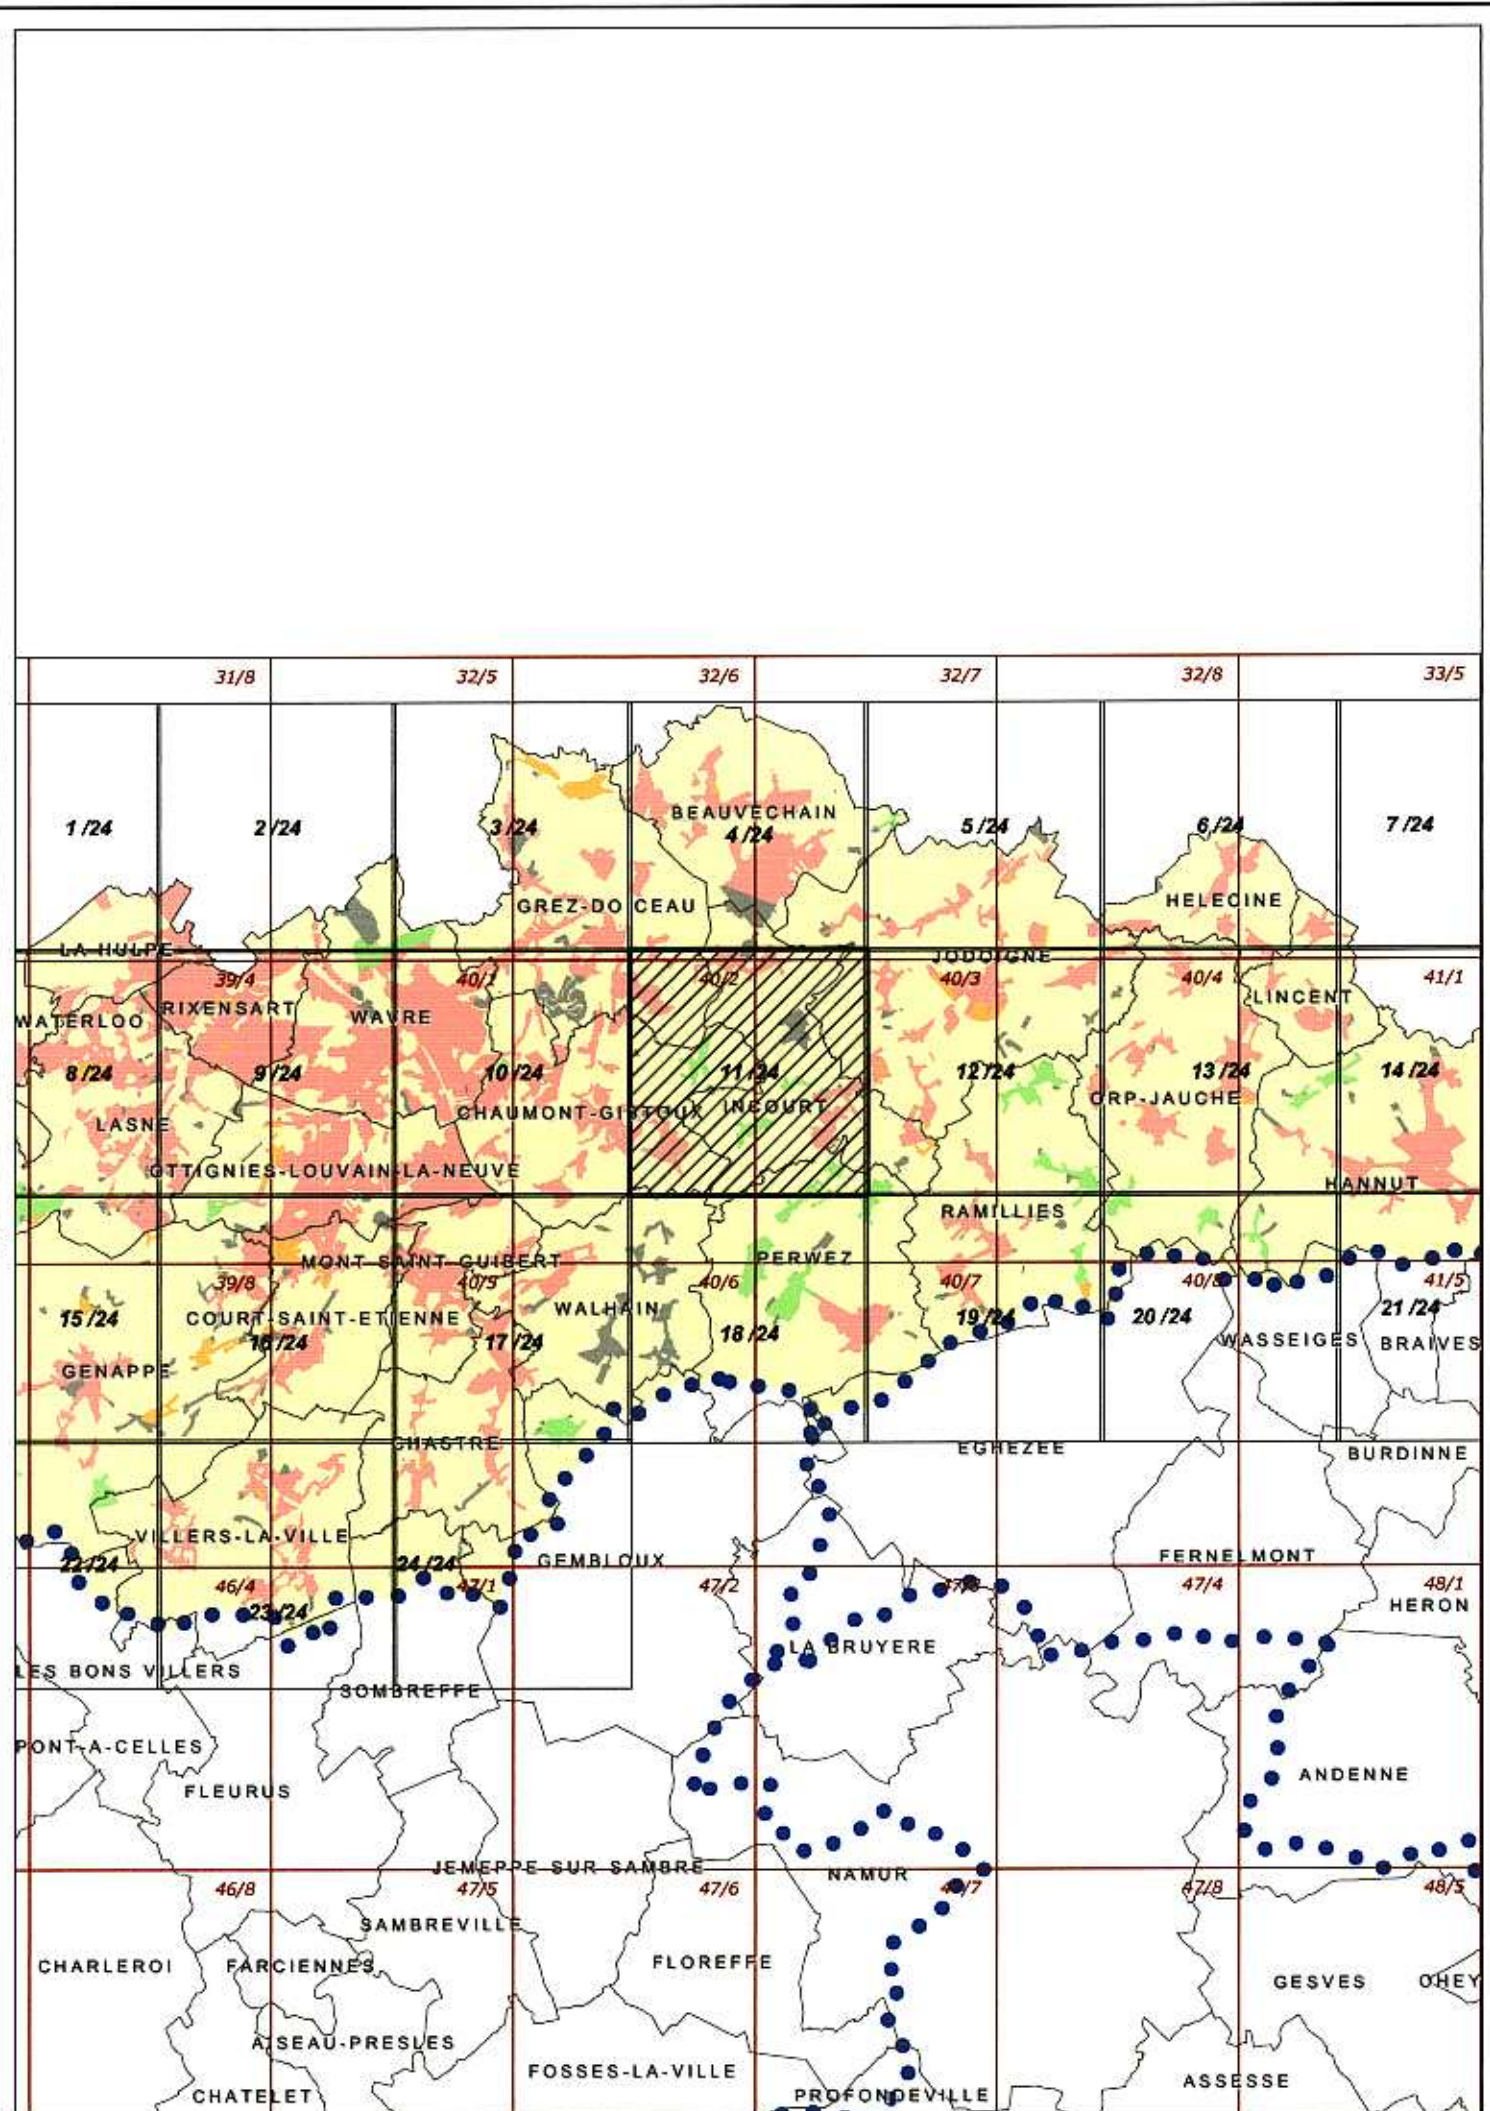 31/8 32/5 32/6 32/7 32/8 33/5
BEAUVECHAIN
1 /24 2 /24 3 /24 4 /24 5 /24 6 /24 7 /24
GREZ-DOICEAU HELECINE
LA HULPE JODOIGNE
39/4 40/1 40/2 40/3 40/4 41/1
WATERLOO RIXENSART WAVRE LINCENT
8 /24 9 /24 10 /24 11 /24 12 /24 13 /24 14 /24
LASNE CHAUMONT-GISTOUX INCOURT ORP-JAUCHE
OTTIGNIES-LOUVAIN-LA-NEUVE HANNUT
RAMILLIES
MONT-SAINT-GUIBERT PERWEZ
39/8 40/5 40/6 40/7 40/8 41/5
15 /24 COURT-SAINT-ETIENNE WALHAIN 19 /24 20 /24 21 /24
16 /24 17 /24 18 /24 WASSEIGES BRAIVES
GENAPPE
CHASTRE EGHEZEE BURDINNE
VILLERS-LA-VILLE
22 /24 24 /24 GEMBLOUX FERNELMONT
46/4 47/1 47/2 47/3 47/4 48/1
23 /24 HERON
LA BRUYERE
LES BONS VILLERS SOMBREFFE
PONT-A-CELLES
FLEURUS ANDENNE
JEMEPPE-SUR-SAMBRE NAMUR
46/8 47/5 47/6 47/7 47/8 48/5
SAMBREVILLE
CHARLEROI FARCIENNES FLOREFFE GESVES OHEY
AISEAU-PRESLES
FOSSES-LA-VILLE ASSESSE
CHATELET PROFONDEVILLE